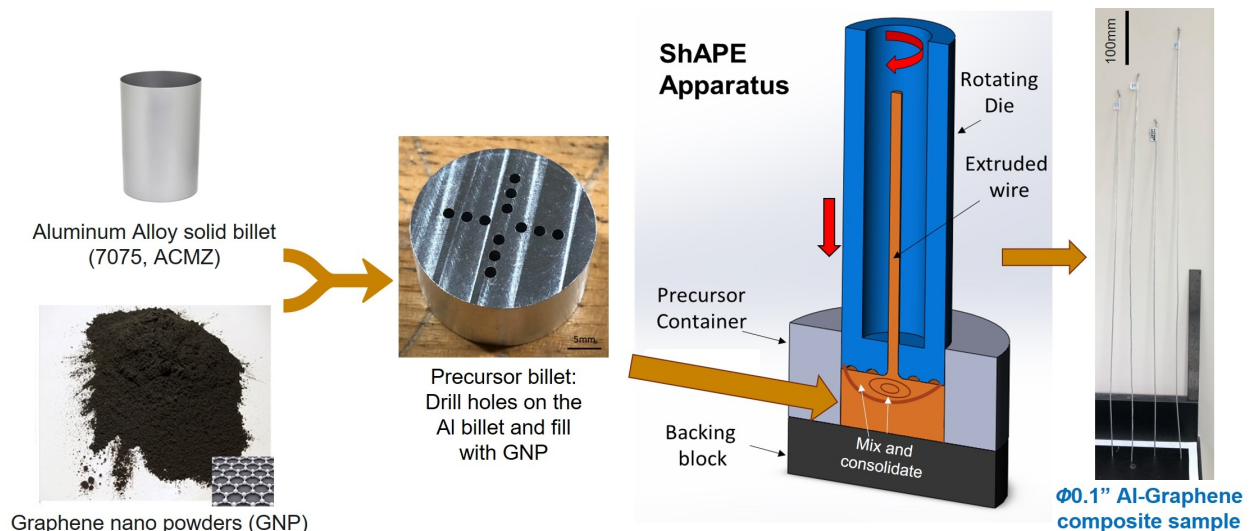 Aluminum Alloy solid billet
(7075, ACMZ)
Graphene nano powders (GNP)
5mm
Precursor billet:
Drill holes on the
Al billet and fill
with GNP
ShAPE
Apparatus
Rotating
Die
Extruded
wire
Precursor
Container
Backing
block
Mix and
consolidate
100mm
Φ0.1” Al-Graphene
composite sample